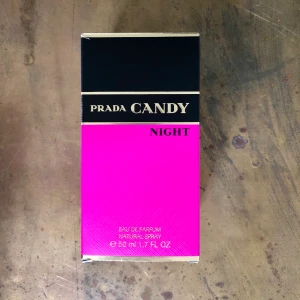 PRADA CANDY
NIGHT
EAU DE PARFUM
NATURAL SPRAY
℮ 50 ml 1.7 FL OZ